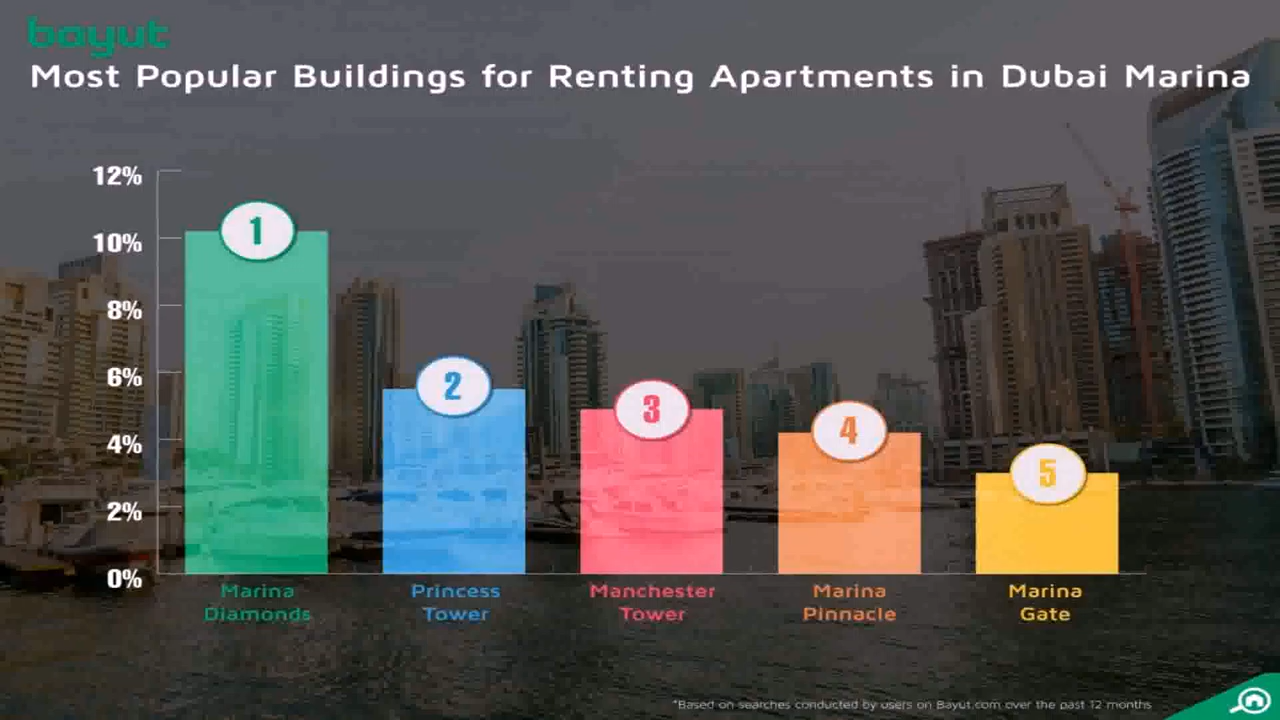 bayut
Most Popular Buildings for Renting Apartments in Dubai Marina
12%
10%
8%
6%
4%
2%
0%
1
2
3
4
5
Marina
Diamonds
Princess
Tower
Manchester
Tower
Marina
Pinnacle
Marina
Gate
*Based on searches conducted by users on Bayut.com over the past 12 months